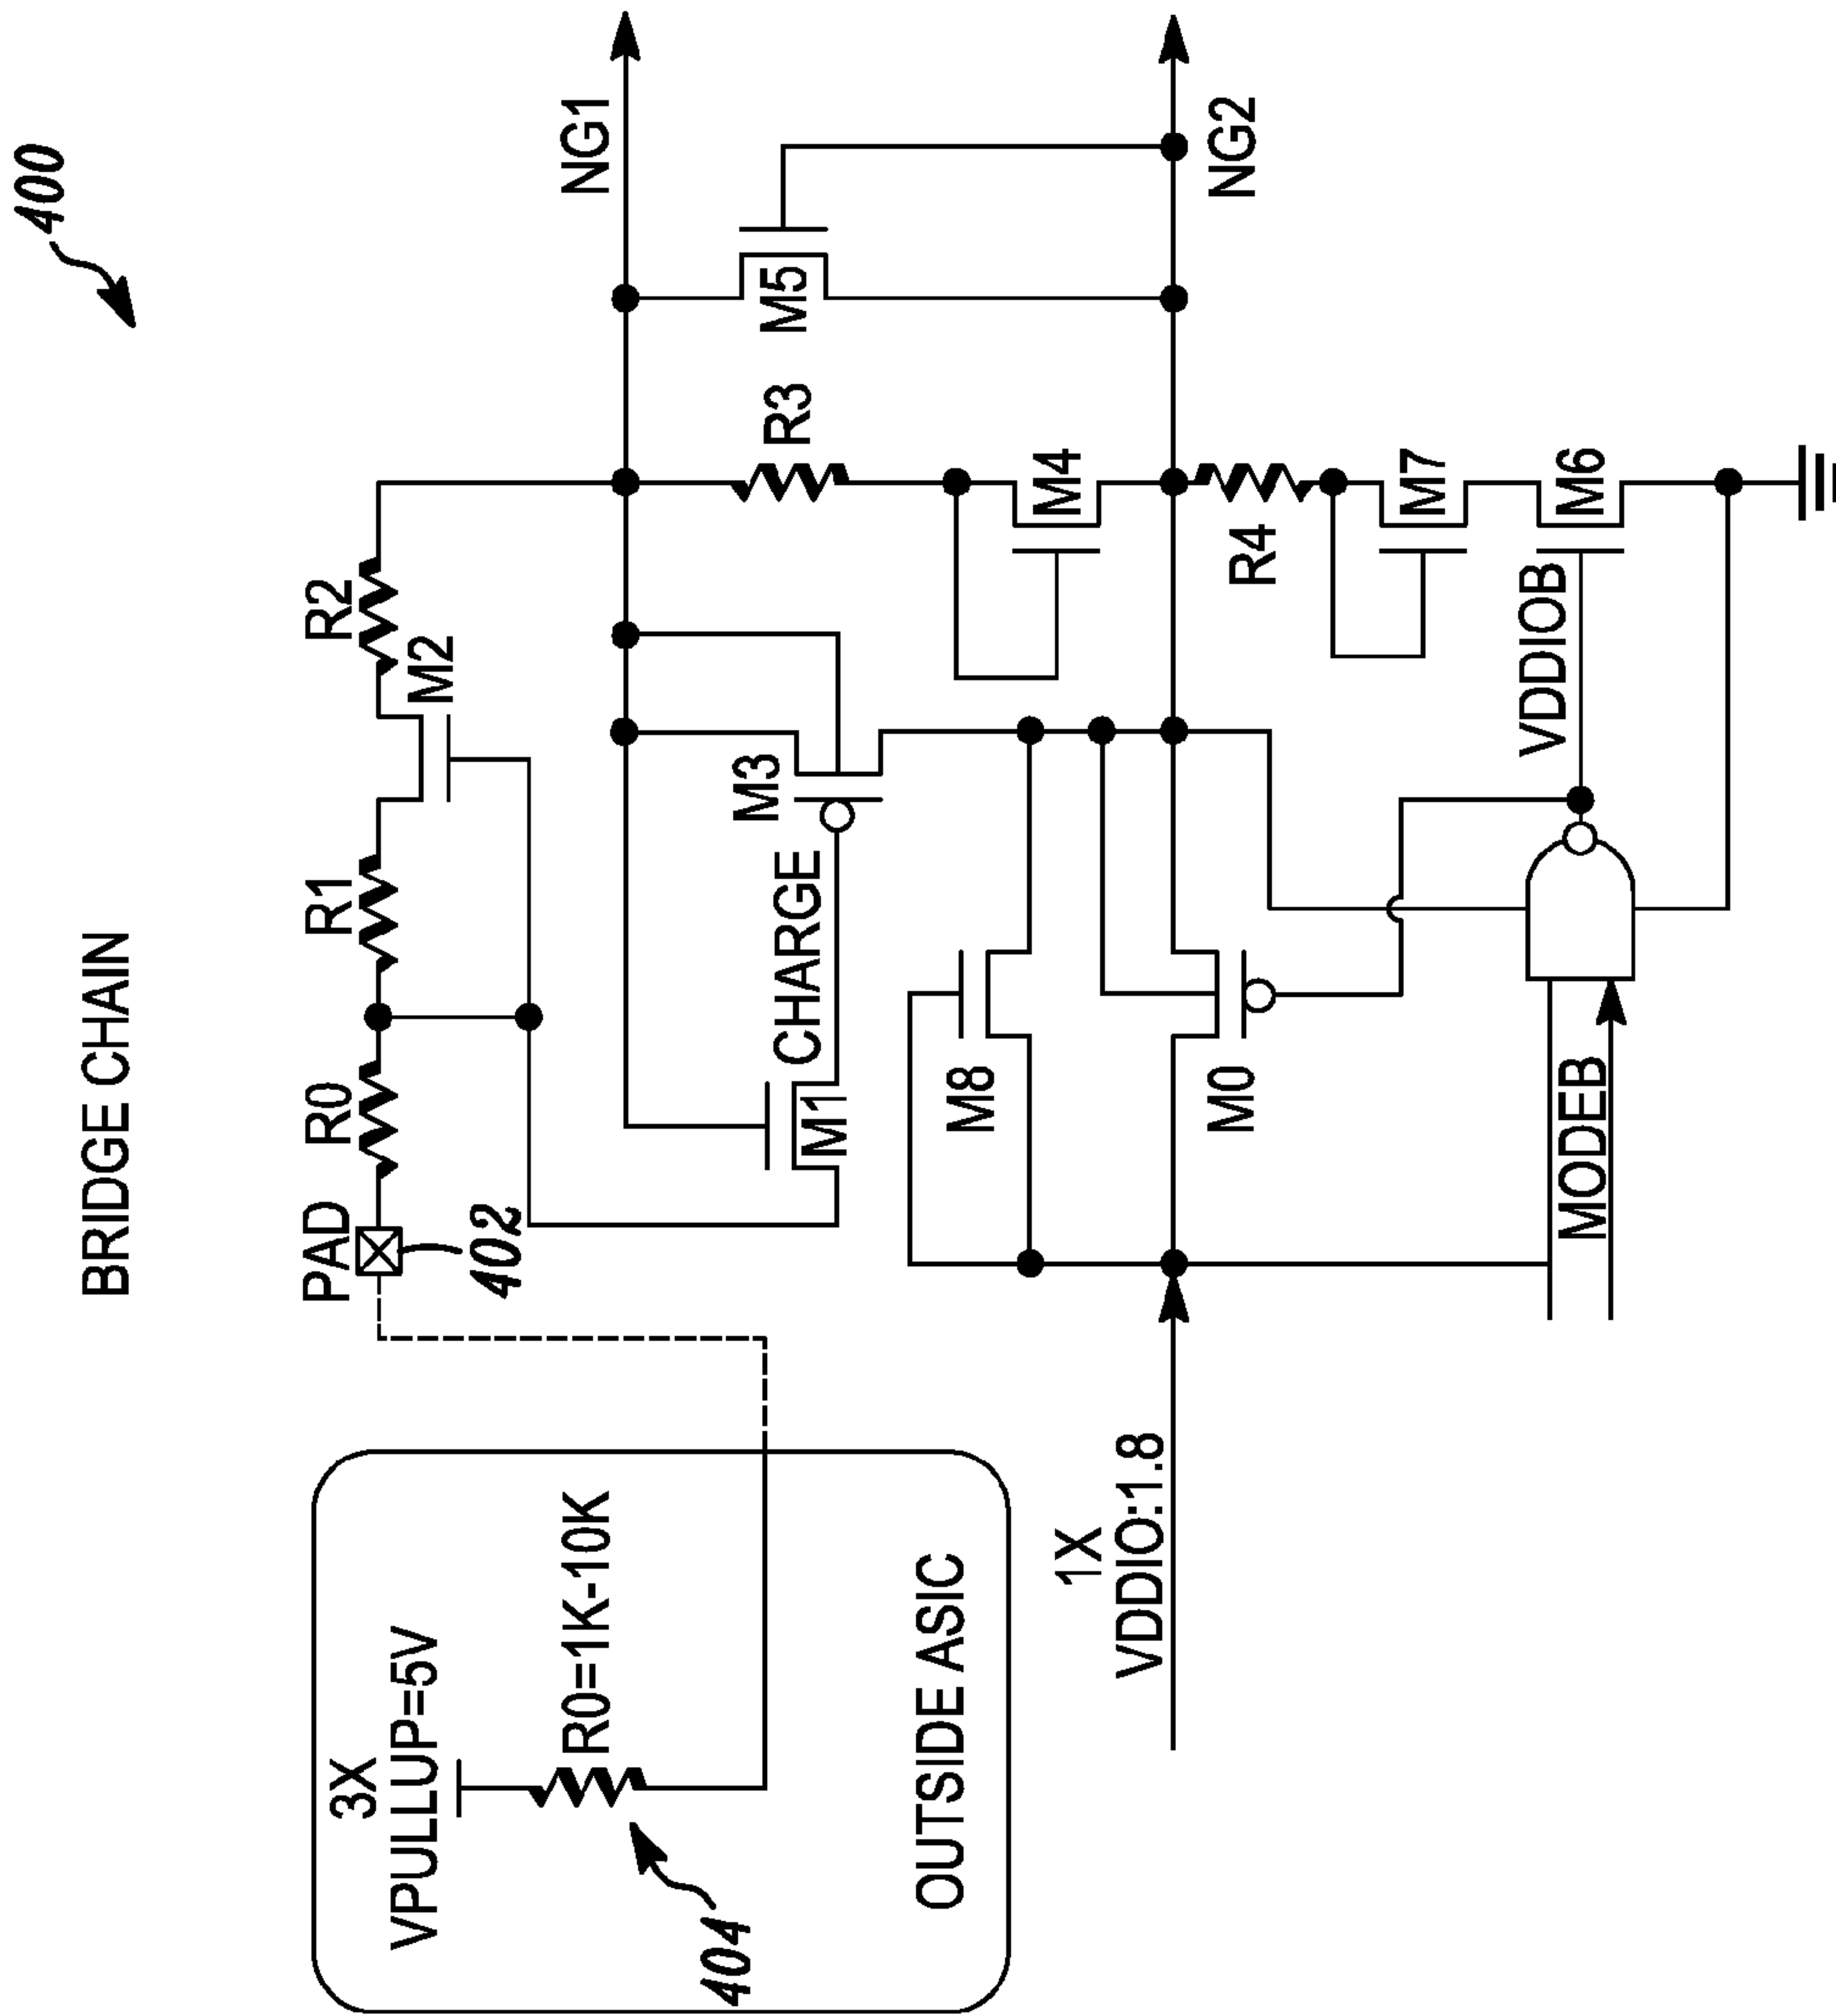 400
BRIDGE CHAIN
3X
VPULLUP=5V
R0=1K-10K
404
OUTSIDE ASIC
PAD
402
R0
R1
R2
M2
NG1
M1
CHARGE
M3
R3
M5
M4
M8
1X
VDDIO:1.8
M0
NG2
R4
M7
M6
VDDIOB
MODEB